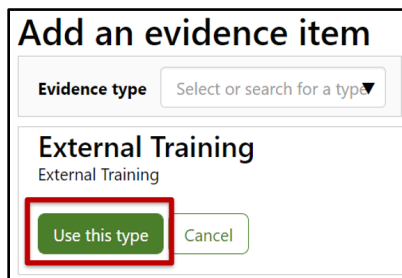 Add an evidence item
Evidence type Select or search for a type
External Training
External Training
Use this type Cancel